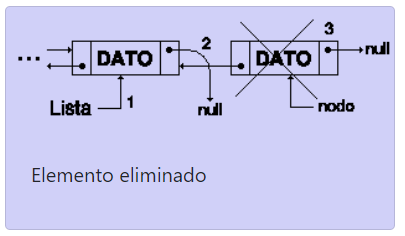 2
3
... DATO
DATO
null
Lista
1
null
nodo
Elemento eliminado